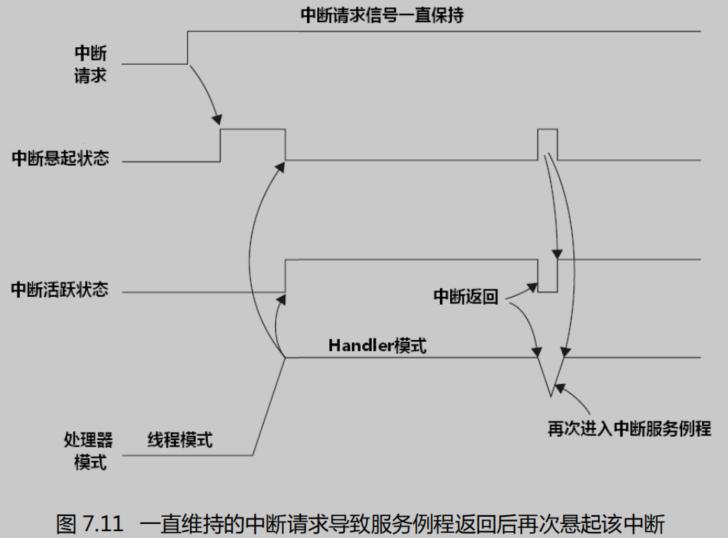 中断请求信号一直保持
中断
请求
中断悬起状态
中断活跃状态
中断返回
Handler模式
处理器
模式
线程模式
再次进入中断服务例程
图 7.11 一直维持的中断请求导致服务例程返回后再次悬起该中断